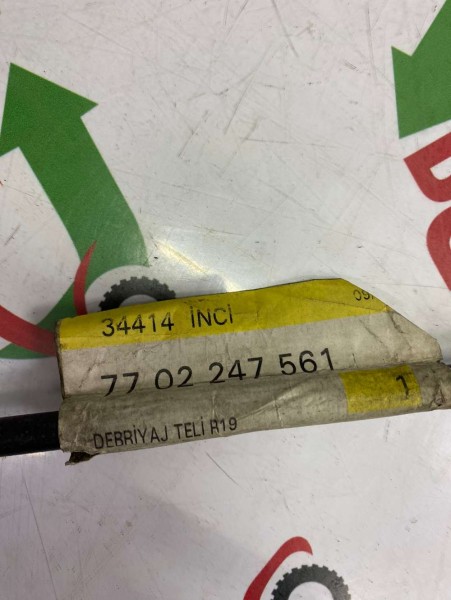 34414 İNCİ
77 02 247 561
1
DEBRİYAJ TELİ R19